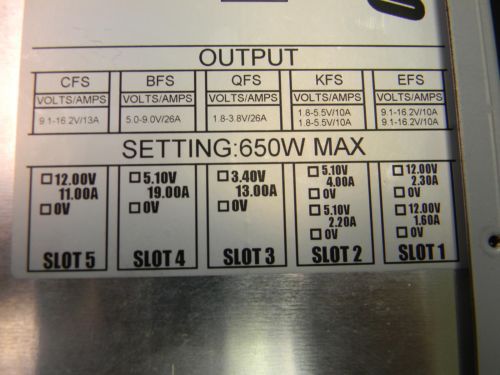 OUTPUT
CFS BFS QFS KFS EFS
VOLTS/AMPS VOLTS/AMPS VOLTS/AMPS VOLTS/AMPS VOLTS/AMPS
9.1-16.2V/13A 5.0-9.0V/26A 1.8-3.8V/26A 1.8-5.5V/10A 9.1-16.2V/10A
1.8-5.5V/10A 9.1-16.2V/10A
SETTING:650W MAX
12.00V 5.10V 3.40V 5.10V 12.00V
11.00A 19.00A 13.00A 4.00A 2.30A
0V 0V 0V 0V 0V
5.10V 12.00V
2.20A 1.60A
0V 0V
SLOT 5 SLOT 4 SLOT 3 SLOT 2 SLOT 1